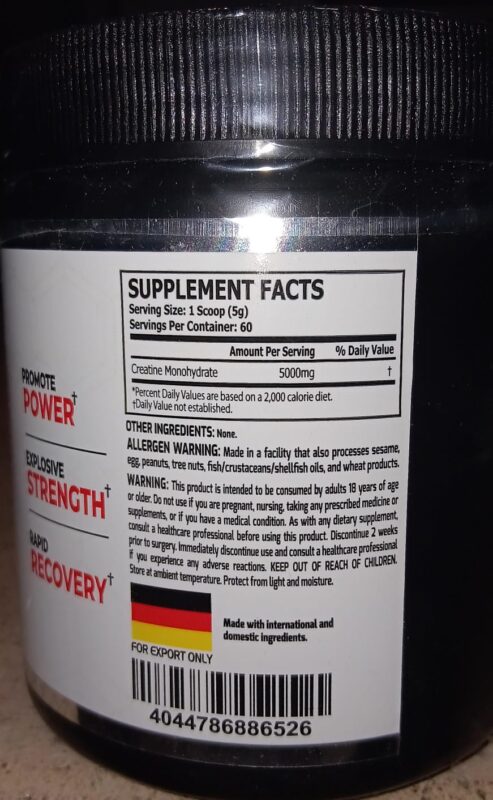 PROMOTE
POWER†
EXPLOSIVE
STRENGTH†
RAPID
RECOVERY†
SUPPLEMENT FACTS
Serving Size: 1 Scoop (5g)
Servings Per Container: 60
Amount Per Serving % Daily Value
Creatine Monohydrate 5000mg †
*Percent Daily Values are based on a 2,000 calorie diet.
†Daily Value not established.
OTHER INGREDIENTS: None.
ALLERGEN WARNING: Made in a facility that also processes sesame,
egg, peanuts, tree nuts, fish/crustaceans/shellfish oils, and wheat products.
WARNING: This product is intended to be consumed by adults 18 years of age
or older. Do not use if you are pregnant, nursing, taking any prescribed medicine or
supplements, or if you have a medical condition. As with any dietary supplement,
consult a healthcare professional before using this product. Discontinue 2 weeks
prior to surgery. Immediately discontinue use and consult a healthcare professional
if you experience any adverse reactions. KEEP OUT OF REACH OF CHILDREN.
Store at ambient temperature. Protect from light and moisture.
Made with international and
domestic ingredients.
FOR EXPORT ONLY
4044786886526